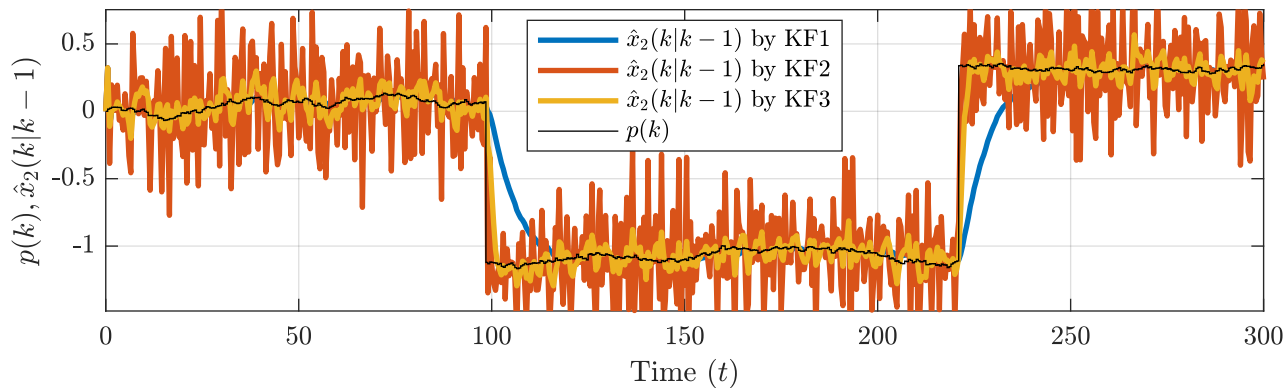 p(k), x̂₂(k|k − 1)
0.5
0
-0.5
-1
x̂₂(k|k − 1) by KF1
x̂₂(k|k − 1) by KF2
x̂₂(k|k − 1) by KF3
p(k)
0 50 100 150 200 250 300
Time (t)